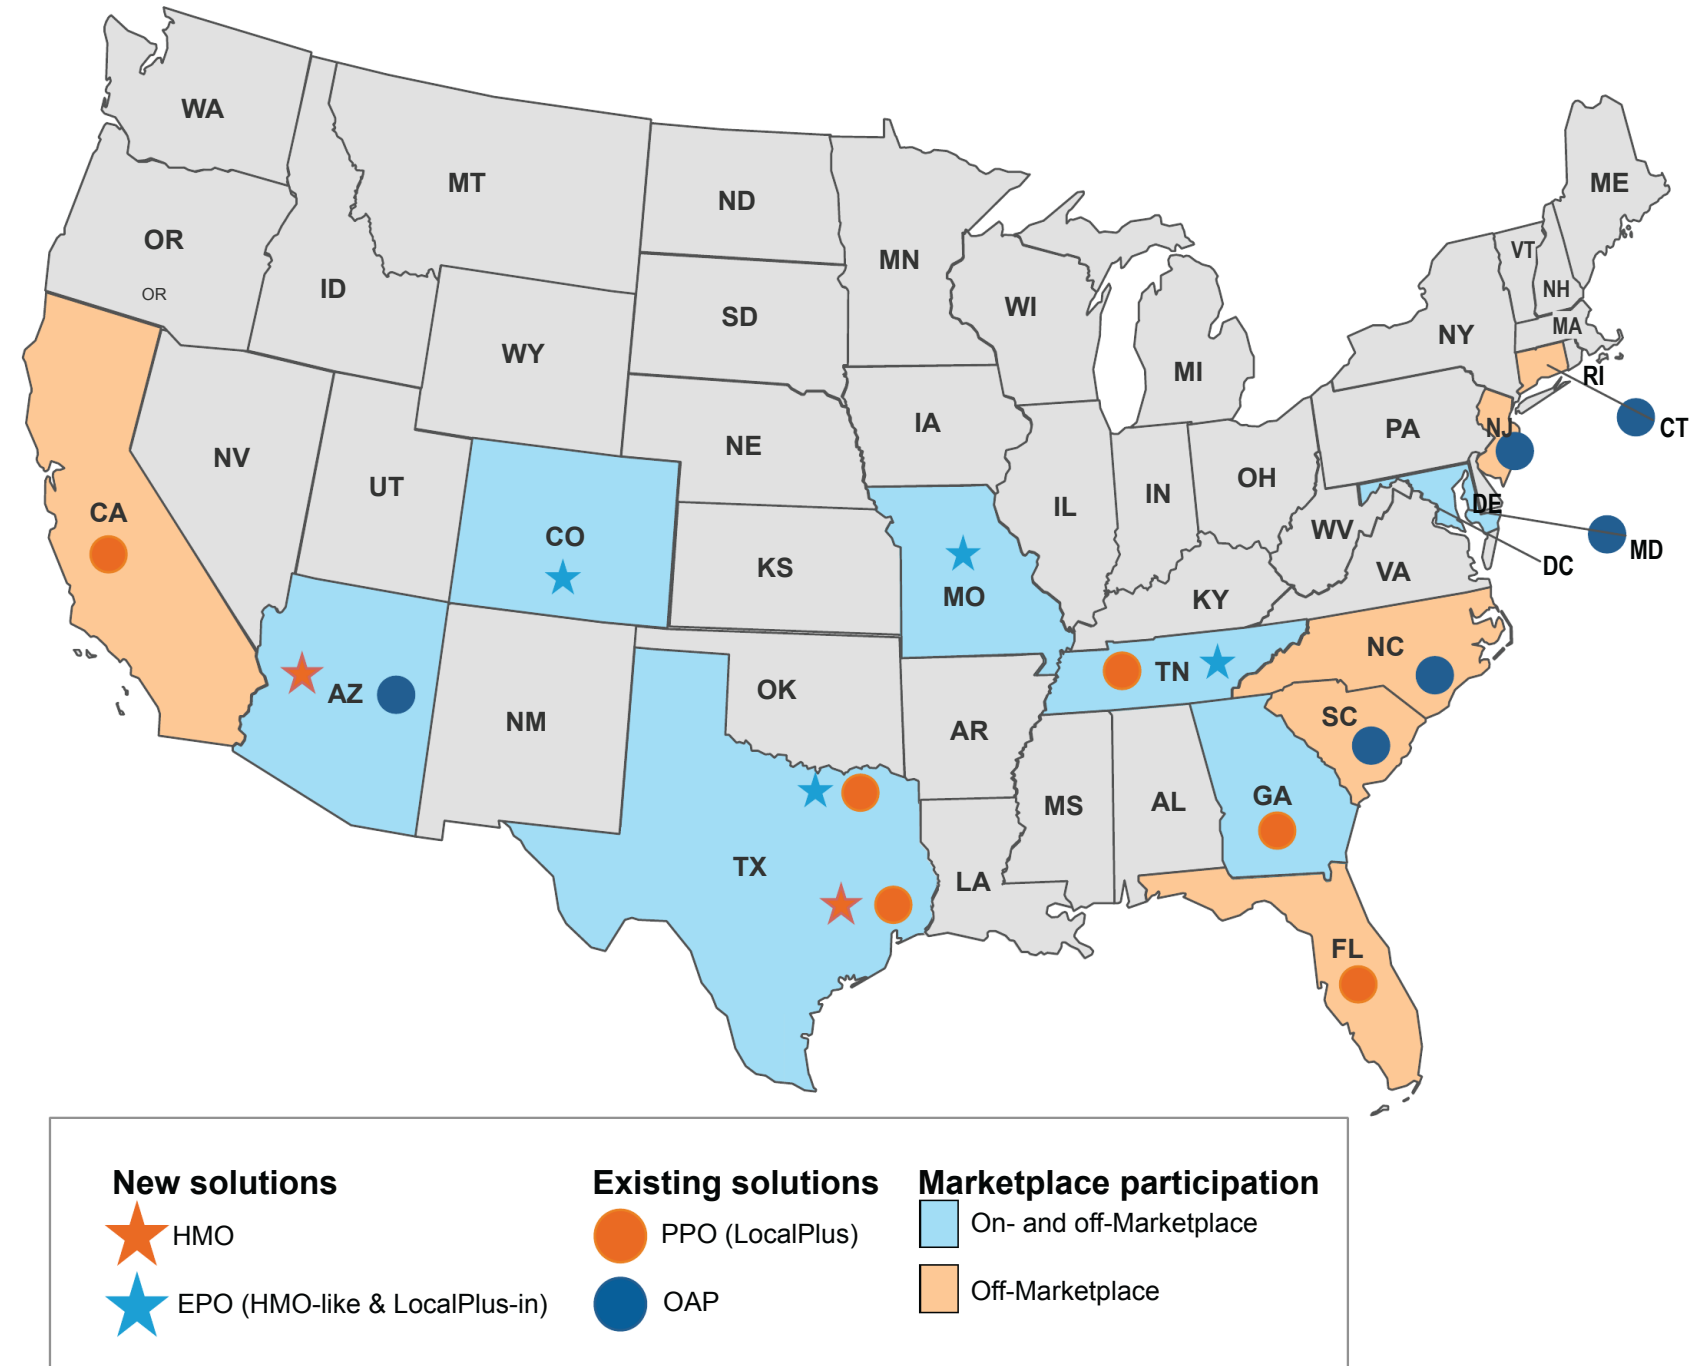 WA
MT
ND
ME
OR
MN
VT
ID
OR
NH
SD
WI
MA
NY
WY
MI
RI
IA
CT
PA
NJ
NE
NV
OH
UT
IN
DE
CA
IL
CO
WV
MD
DC
KS
VA
MO
KY
NC
TN
OK
AZ
SC
NM
AR
GA
AL
MS
TX
LA
FL
New solutions
HMO
EPO (HMO-like & LocalPlus-in)
Existing solutions
PPO (LocalPlus)
OAP
Marketplace participation
On- and off-Marketplace
Off-Marketplace